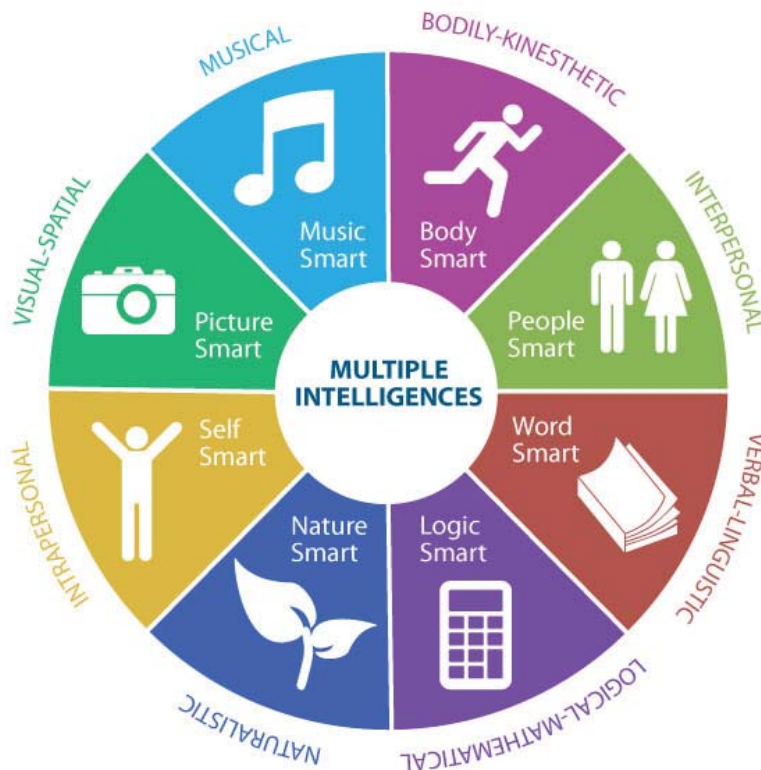 MULTIPLE
INTELLIGENCES
MUSICAL
Music
Smart
BODILY-KINESTHETIC
Body
Smart
INTERPERSONAL
People
Smart
VERBAL-LINGUISTIC
Word
Smart
LOGICAL-MATHEMATICAL
Logic
Smart
NATURALISTIC
Nature
Smart
INTRAPERSONAL
Self
Smart
VISUAL-SPATIAL
Picture
Smart